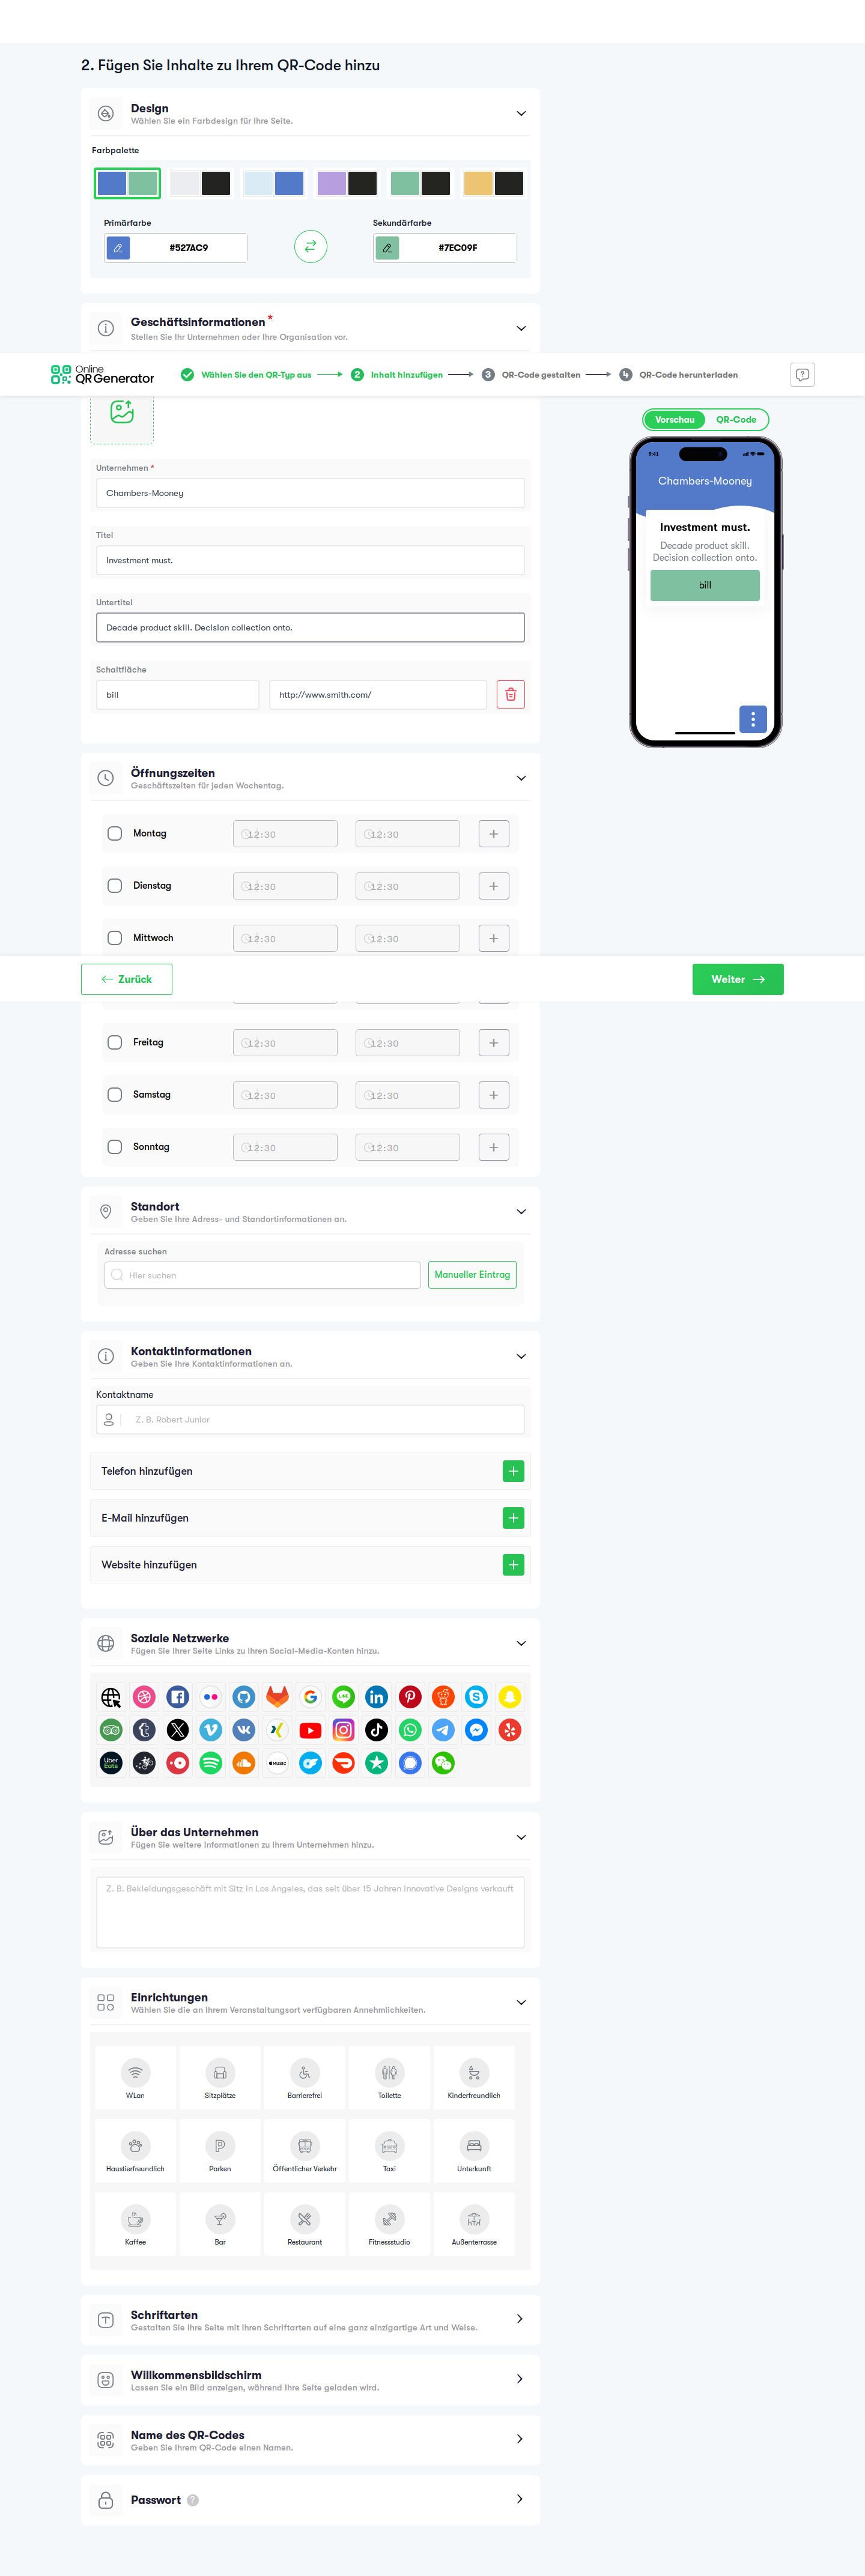 2. Fügen Sie Inhalte zu Ihrem QR-Code hinzu
Design
Wählen Sie ein Farbdesign für Ihre Seite.
Farbpalette
Primärfarbe
Sekundärfarbe
#527AC9
#7EC09F
Geschäftsinformationen *
Stellen Sie Ihr Unternehmen oder Ihre Organisation vor.
Online
QR Generator
Wählen Sie den QR-Typ aus
2 Inhalt hinzufügen
3 QR-Code gestalten
4 QR-Code herunterladen
Vorschau
QR-Code
Unternehmen *
Chambers-Mooney
Titel
Investment must.
Untertitel
Decade product skill. Decision collection onto.
Schaltfläche
bill
http://www.smith.com/
9:41
Chambers-Mooney
Investment must.
Decade product skill.
Decision collection onto.
bill
Öffnungszeiten
Geschäftszeiten für jeden Wochentag.
Montag
12:30
12:30
Dienstag
12:30
12:30
Mittwoch
12:30
12:30
Zurück
Weiter
Freitag
12:30
12:30
Samstag
12:30
12:30
Sonntag
12:30
12:30
Standort
Geben Sie Ihre Adress- und Standortinformationen an.
Adresse suchen
Hier suchen
Manueller Eintrag
Kontaktinformationen
Geben Sie Ihre Kontaktinformationen an.
Kontaktname
Z. B. Robert Junior
Telefon hinzufügen
E-Mail hinzufügen
Website hinzufügen
Soziale Netzwerke
Fügen Sie Ihrer Seite Links zu Ihren Social-Media-Konten hinzu.
LINE
Uber
Eats
MUSIC
Über das Unternehmen
Fügen Sie weitere Informationen zu Ihrem Unternehmen hinzu.
Z. B. Bekleidungsgeschäft mit Sitz in Los Angeles, das seit über 15 Jahren innovative Designs verkauft
Einrichtungen
Wählen Sie die an Ihrem Veranstaltungsort verfügbaren Annehmlichkeiten.
WLan
Sitzplätze
Barrierefrei
Toilette
Kinderfreundlich
Haustierfreundlich
Parken
Öffentlicher Verkehr
Taxi
Unterkunft
Kaffee
Bar
Restaurant
Fitnessstudio
Außenterrasse
Schriftarten
Gestalten Sie Ihre Seite mit Ihren Schriftarten auf eine ganz einzigartige Art und Weise.
Willkommensbildschirm
Lassen Sie ein Bild anzeigen, während Ihre Seite geladen wird.
Name des QR-Codes
Geben Sie Ihrem QR-Code einen Namen.
Passwort ?